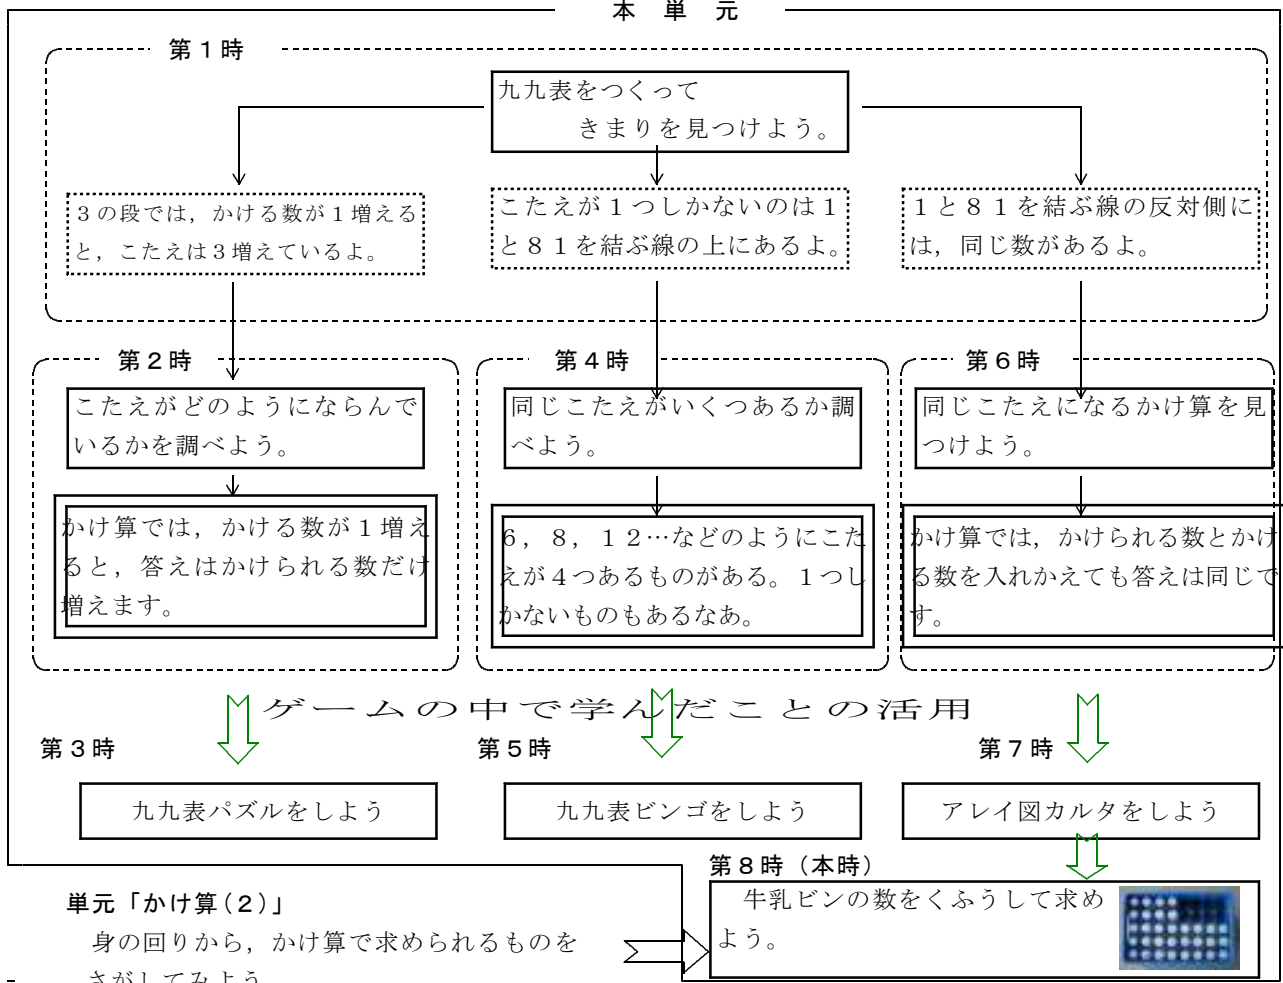 本 単 元
第１時
九九表をつくって
きまりを見つけよう。
３の段では，かける数が１増える
と，こたえは３増えているよ。
こたえが１つしかないのは１
と８１を結ぶ線の上にあるよ。
１と８１を結ぶ線の反対側に
は，同じ数があるよ。
第２時
こたえがどのようにならんで
いるかを調べよう。
かけ算では，かける数が１増え
ると，答えはかけられる数だけ
増えます。
第４時
同じこたえがいくつあるか調
べよう。
６，８，１２…などのようにこた
えが４つあるものがある。１つし
かないものもあるなあ。
第６時
同じこたえになるかけ算を見
つけよう。
かけ算では，かけられる数とかけ
る数を入れかえても答えは同じで
す。
ゲームの中で学んだことの活用
第３時
九九表パズルをしよう
第５時
九九表ビンゴをしよう
第７時
アレイ図カルタをしよう
第８時（本時）
牛乳ビンの数をくふうして求め
よう。
単元「かけ算（２）」
身の回りから，かけ算で求められるものを
さがしてみよう